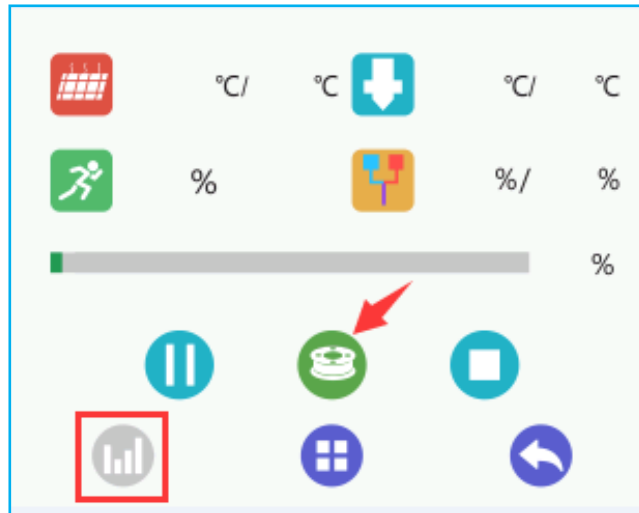 ℃/ ℃ ℃/ ℃
% %/ %
%